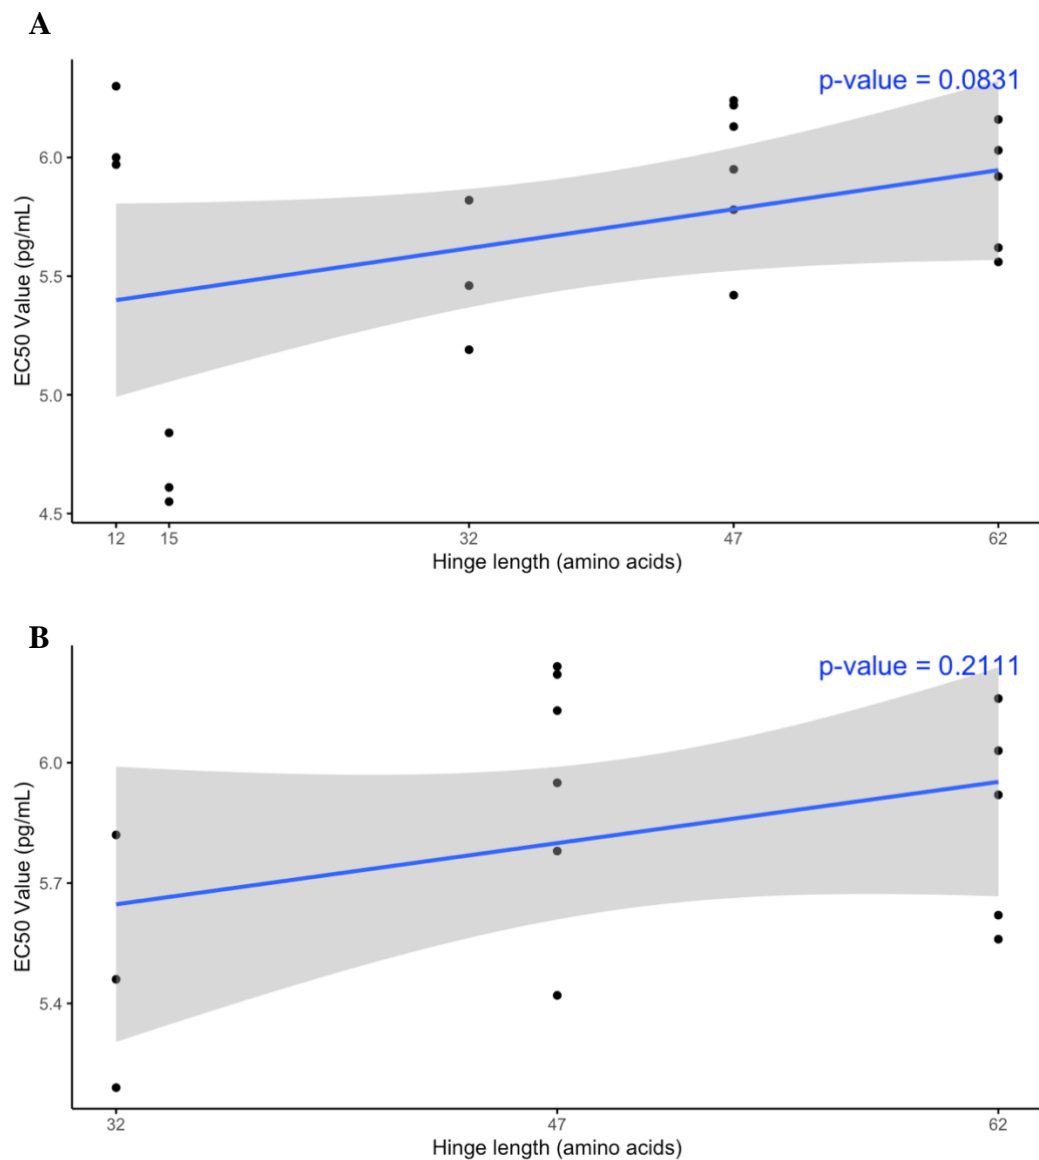 A
p-value = 0.0831
EC50 Value (pg/mL)
6.0
5.5
5.0
4.5
12 15 32 47 62
Hinge length (amino acids)
B
p-value = 0.2111
EC50 Value (pg/mL)
6.0
5.7
5.4
32 47 62
Hinge length (amino acids)